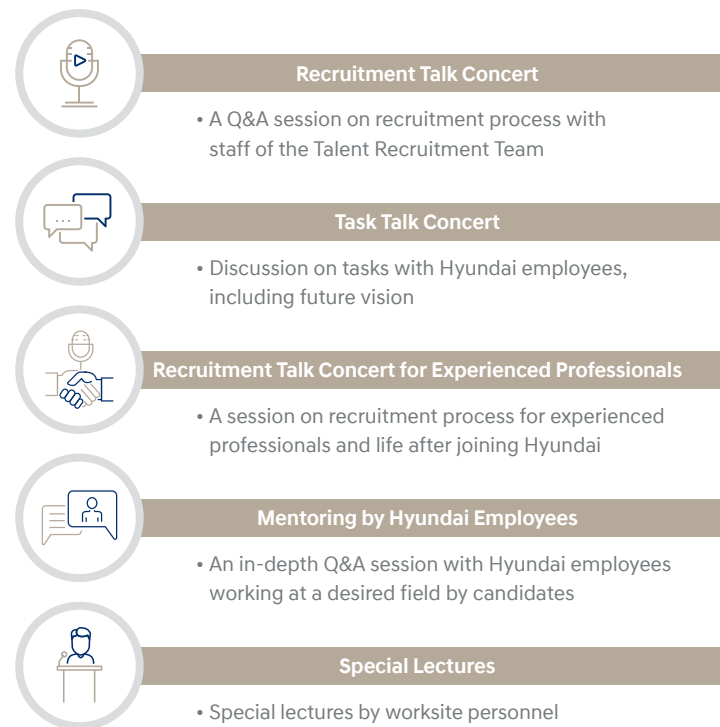 Recruitment Talk Concert
• A Q&A session on recruitment process with
staff of the Talent Recruitment Team
Task Talk Concert
• Discussion on tasks with Hyundai employees,
including future vision
Recruitment Talk Concert for Experienced Professionals
• A session on recruitment process for experienced
professionals and life after joining Hyundai
Mentoring by Hyundai Employees
• An in-depth Q&A session with Hyundai employees
working at a desired field by candidates
Special Lectures
• Special lectures by worksite personnel